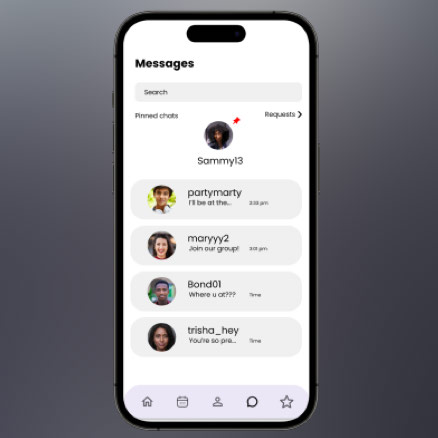 Messages
Search
Pinned chats
Requests
Sammy13
partymarty
I'll be at the...
3:33 pm
maryyy2
Join our group!
3:01 pm
Bond01
Where u at???
Time
trisha_hey
You're so pre...
Time